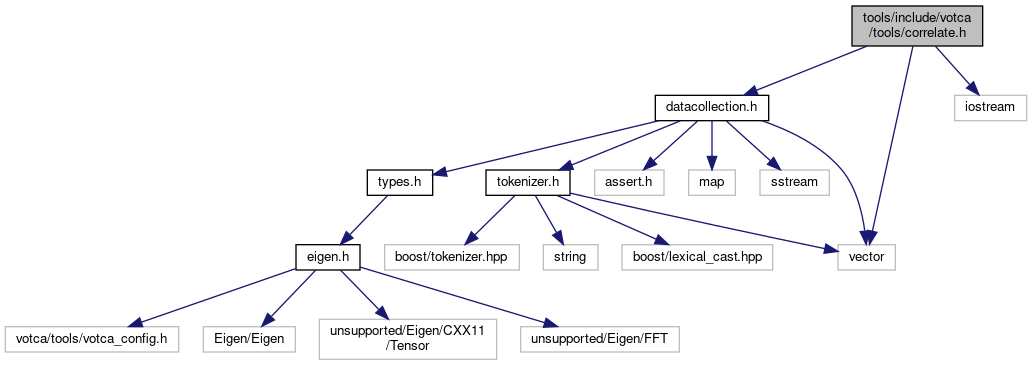 tools/include/votca
/tools/correlate.h
datacollection.h
iostream
types.h
tokenizer.h
assert.h
map
sstream
eigen.h
boost/tokenizer.hpp
string
boost/lexical_cast.hpp
vector
votca/tools/votca_config.h
Eigen/Eigen
unsupported/Eigen/CXX11
/Tensor
unsupported/Eigen/FFT